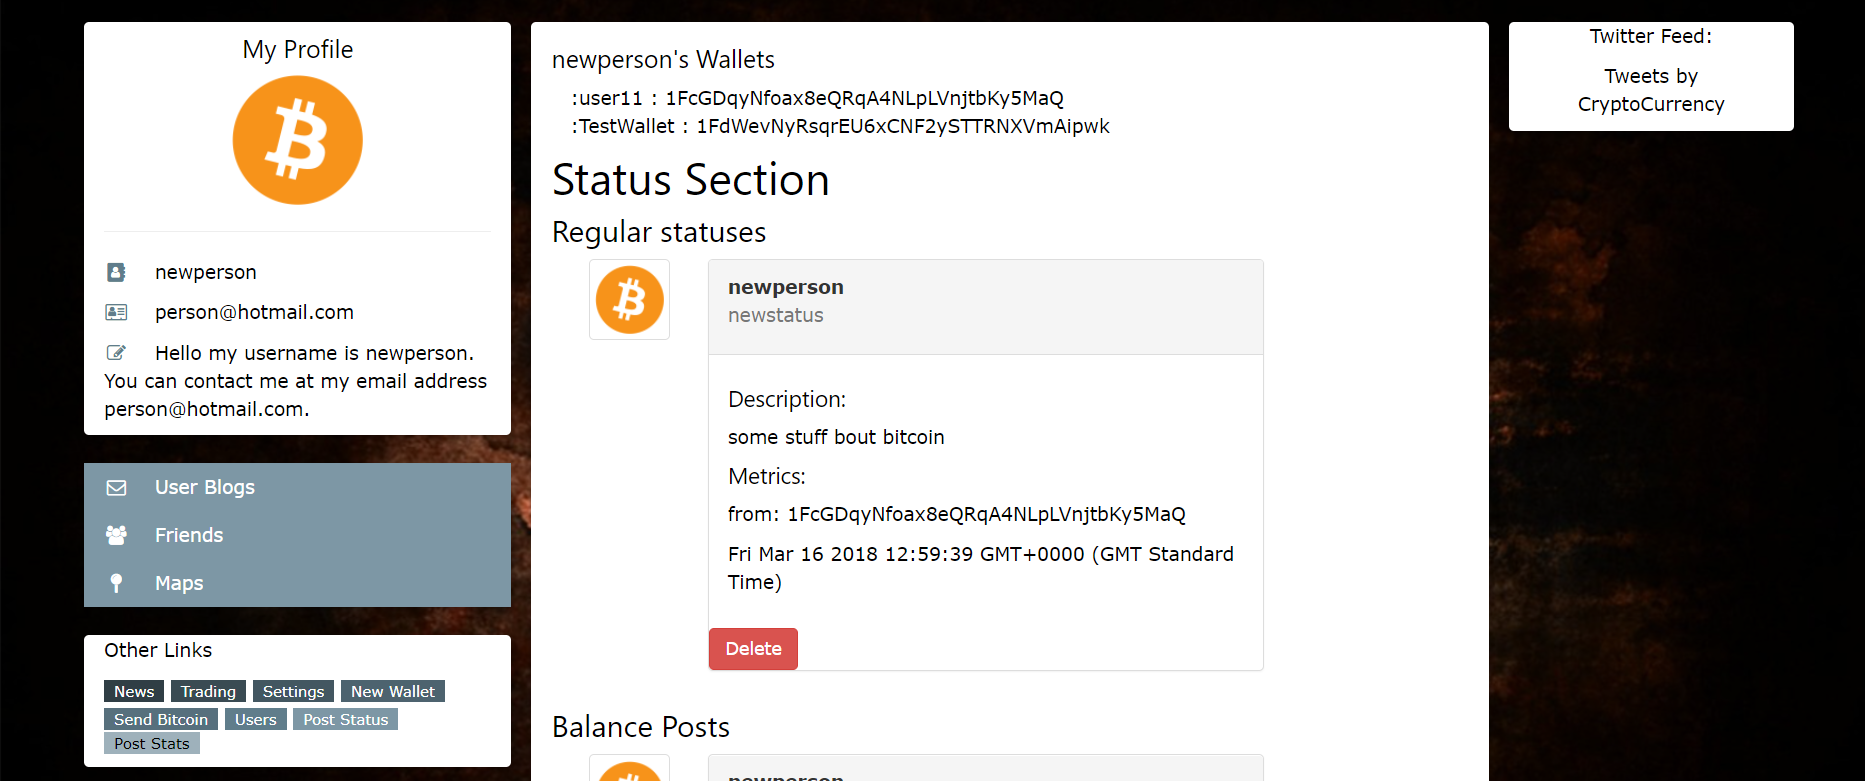 My Profile
newperson
person@hotmail.com
Hello my username is newperson.
You can contact me at my email address
person@hotmail.com.
User Blogs
Friends
Maps
Other Links
News Trading Settings New Wallet
Send Bitcoin Users Post Status
Post Stats
newperson's Wallets
:user11 : 1FcGDqyNfoax8eQRqA4NLpLVnjtbKy5MaQ
:TestWallet : 1FdWevNyRsqrEU6xCNF2ySTTRNXVmAipwk
Status Section
Regular statuses
newperson
newstatus
Description:
some stuff bout bitcoin
Metrics:
from: 1FcGDqyNfoax8eQRqA4NLpLVnjtbKy5MaQ
Fri Mar 16 2018 12:59:39 GMT+0000 (GMT Standard
Time)
Delete
Balance Posts
newperson
Twitter Feed:
Tweets by
CryptoCurrency